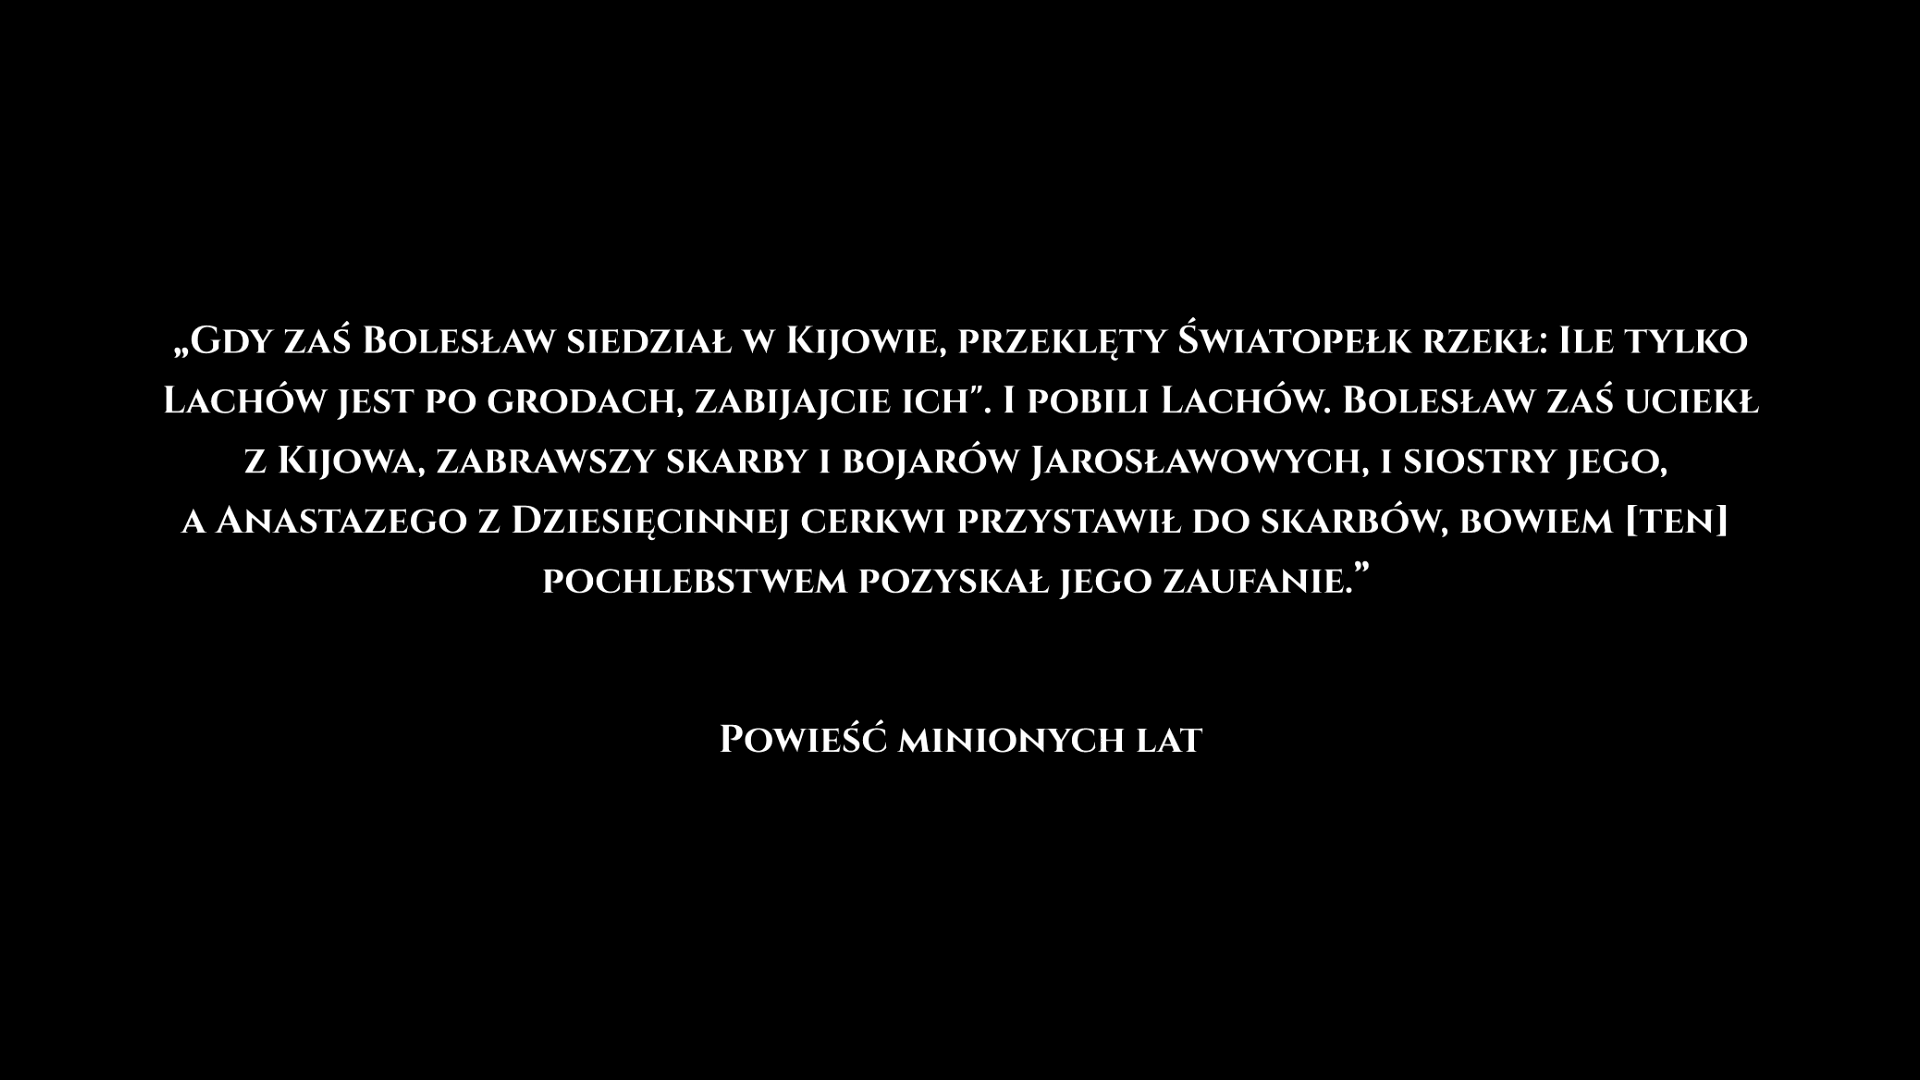 „Gdy zaś Bolesław siedział w Kijowie, przeklęty Światopełk rzekł: Ile tylko
Lachów jest po grodach, zabijajcie ich". I pobili Lachów. Bolesław zaś uciekł
z Kijowa, zabrawszy skarby i bojarów Jarosławowych, i siostry jego,
a Anastazego z Dziesięcinnej cerkwi przystawił do skarbów, bowiem [ten]
pochlebstwem pozyskał jego zaufanie.”
Powieść minionych lat